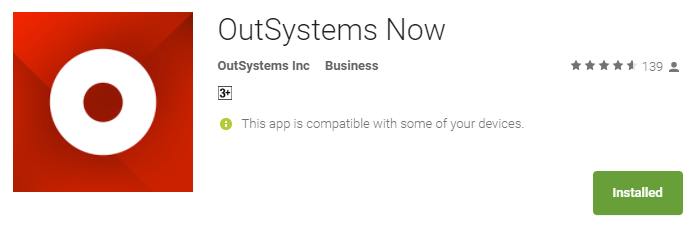 OutSystems Now
OutSystems Inc Business 139
3+
This app is compatible with some of your devices.
Installed